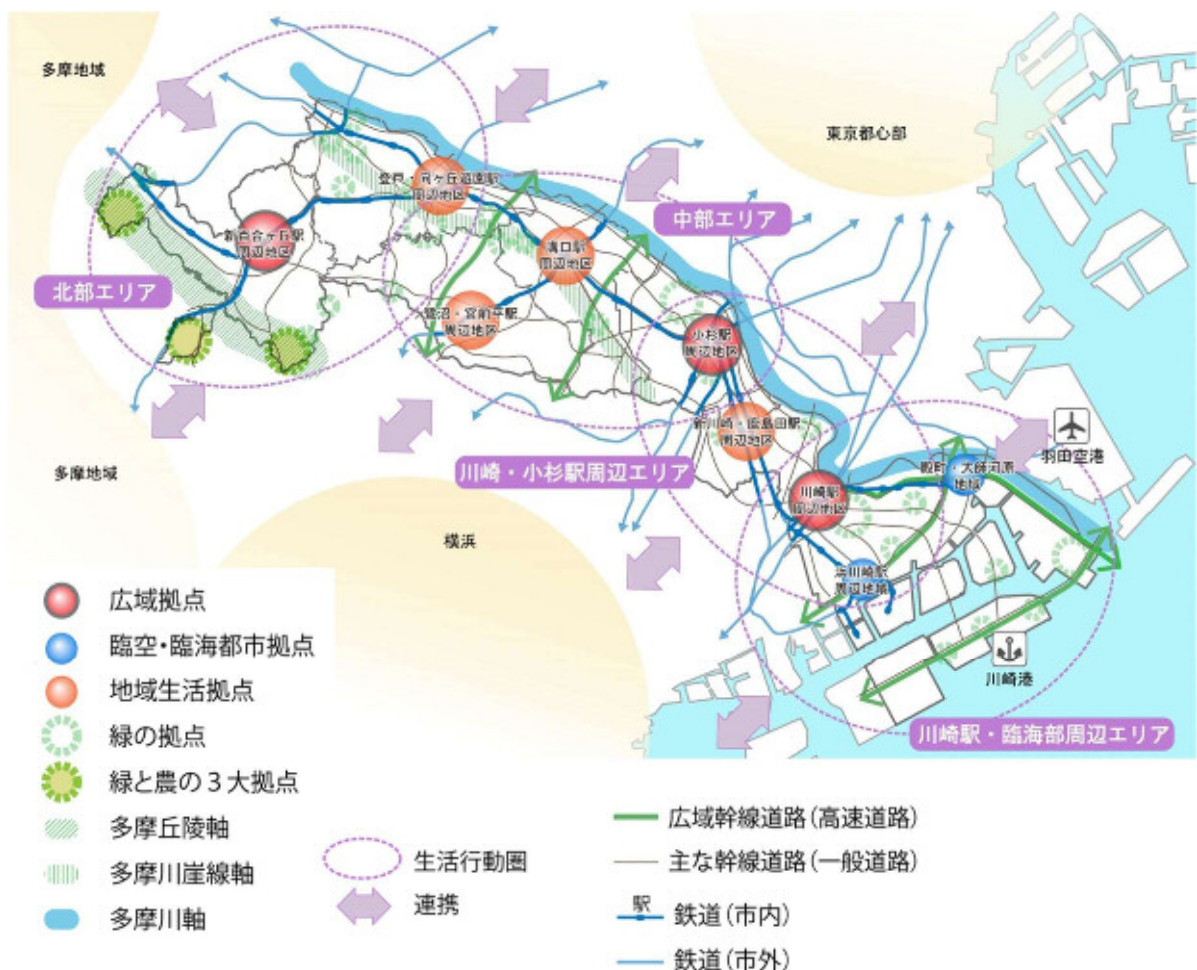 多摩地域
東京都心部
登戸・向ヶ丘遊園駅
周辺地区
中部エリア
新百合ヶ丘駅
周辺地区
溝口駅
周辺地区
北部エリア
鷺沼・宮前平駅
周辺地区
小杉駅
周辺地区
新川崎・鹿島田駅
周辺地区
羽田空港
川崎・小杉駅周辺エリア
殿町・大師河原
地域
多摩地域
川崎駅
周辺地区
横浜
浜川崎駅
周辺地域
川崎港
川崎駅・臨海部周辺エリア
広域拠点
臨空・臨海都市拠点
地域生活拠点
緑の拠点
緑と農の3大拠点
多摩丘陵軸
多摩川崖線軸
多摩川軸
生活行動圏
連携
広域幹線道路(高速道路)
主な幹線道路(一般道路)
駅
鉄道(市内)
鉄道(市外)